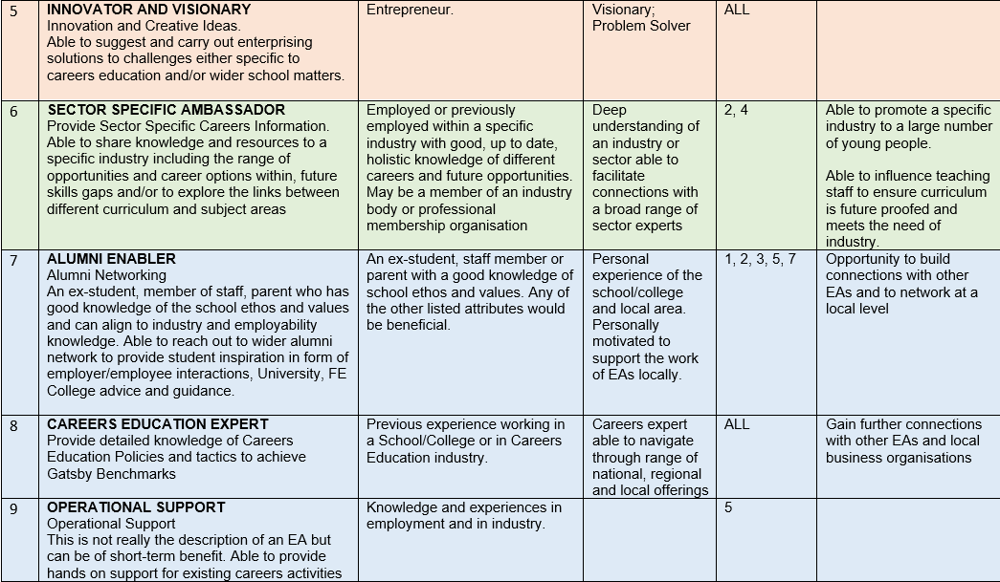 5
INNOVATOR AND VISIONARY
Innovation and Creative Ideas.
Able to suggest and carry out enterprising
solutions to challenges either specific to
careers education and/or wider school matters.
Entrepreneur.
Visionary;
Problem Solver
ALL
6
SECTOR SPECIFIC AMBASSADOR
Provide Sector Specific Careers Information.
Able to share knowledge and resources to a
specific industry including the range of
opportunities and career options within, future
skills gaps and/or to explore the links between
different curriculum and subject areas
Employed or previously
employed within a specific
industry with good, up to date,
holistic knowledge of different
careers and future opportunities.
May be a member of an industry
body or professional
membership organisation
Deep
understanding of
an industry or
sector able to
facilitate
connections with
a broad range of
sector experts
2, 4
Able to promote a specific
industry to a large number
of young people.
Able to influence teaching
staff to ensure curriculum
is future proofed and
meets the need of
industry.
7
ALUMNI ENABLER
Alumni Networking
An ex-student, member of staff, parent who has
good knowledge of the school ethos and values
and can align to industry and employability
knowledge. Able to reach out to wider alumni
network to provide student inspiration in form of
employer/employee interactions, University, FE
College advice and guidance.
An ex-student, staff member or
parent with a good knowledge of
school ethos and values. Any of
the other listed attributes would
be beneficial.
Personal
experience of the
school/college
and local area.
Personally
motivated to
support the work
of EAs locally.
1, 2, 3, 5, 7
Opportunity to build
connections with other
EAs and to network at a
local level
8
CAREERS EDUCATION EXPERT
Provide detailed knowledge of Careers
Education Policies and tactics to achieve
Gatsby Benchmarks
Previous experience working in
a School/College or in Careers
Education industry.
Careers expert
able to navigate
through range of
national, regional
and local offerings
ALL
Gain further connections
with other EAs and local
business organisations
9
OPERATIONAL SUPPORT
Operational Support
This is not really the description of an EA but
can be of short-term benefit. Able to provide
hands on support for existing careers activities
Knowledge and experiences in
employment and in industry.
5